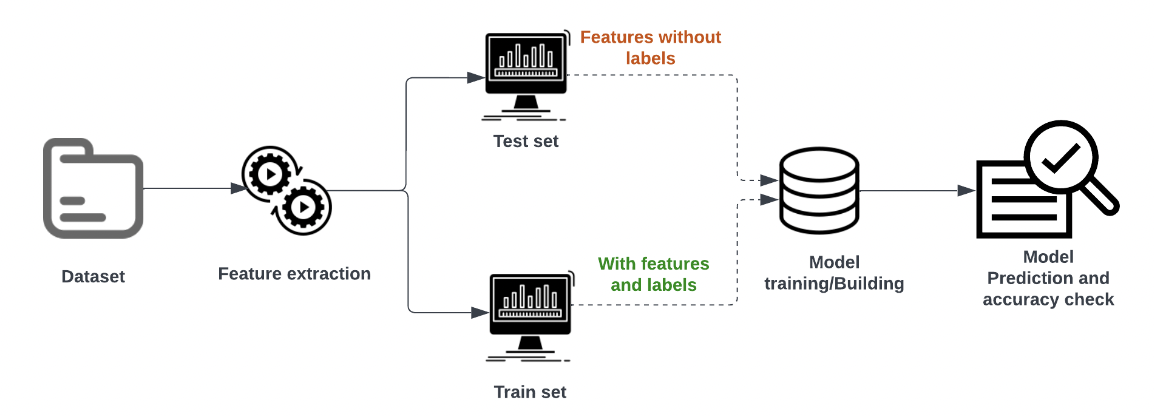 Features without
labels
Test set
Dataset
Feature extraction
With features
and labels
Model
training/Building
Model
Prediction and
accuracy check
Train set